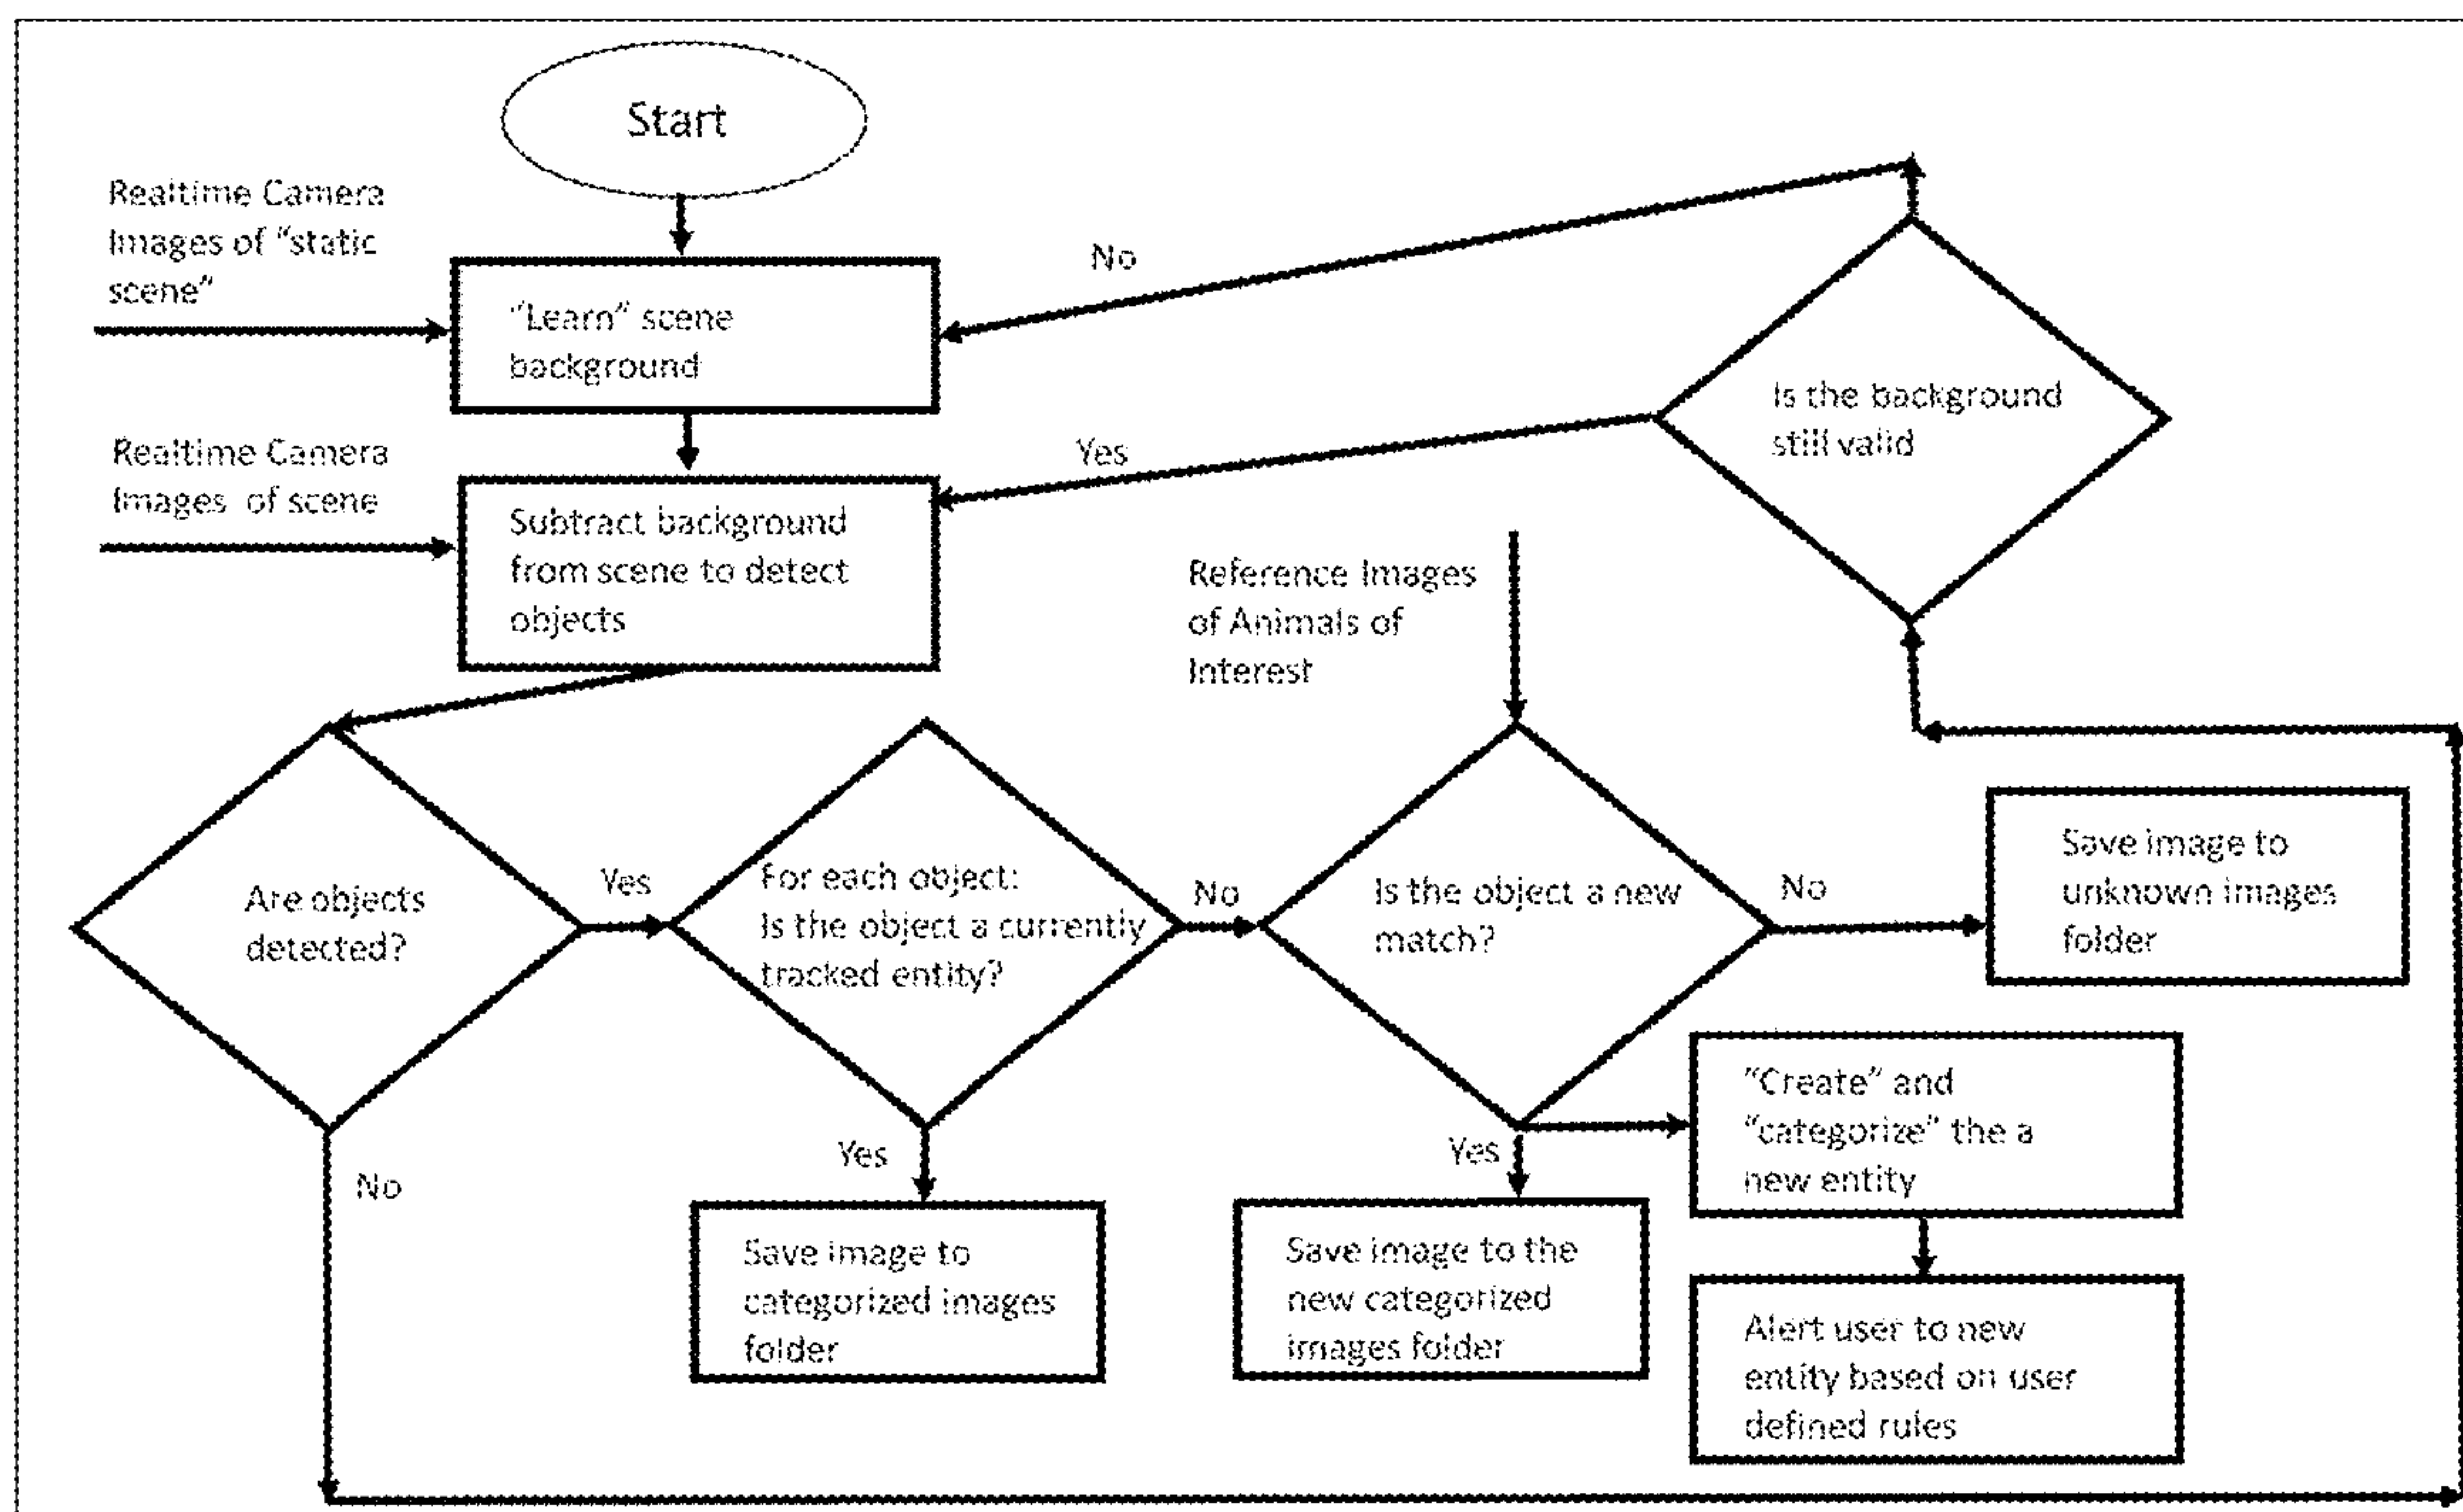 Start
Realtime Camera
Images of "static
scene"
"Learn" scene
background
No
Is the background
still valid
Yes
Realtime Camera
Images of scene
Subtract background
from scene to detect
objects
Reference Images
of Animals of
Interest
Are objects
detected?
Yes
For each object:
Is the object a currently
tracked entity?
No
Is the object a new
match?
No
Save image to
unknown images
folder
No
Yes
Save image to
categorized images
folder
Yes
Save image to the
new categorized
images folder
"Create" and
"categorize" the a
new entity
Alert user to new
entity based on user
defined rules